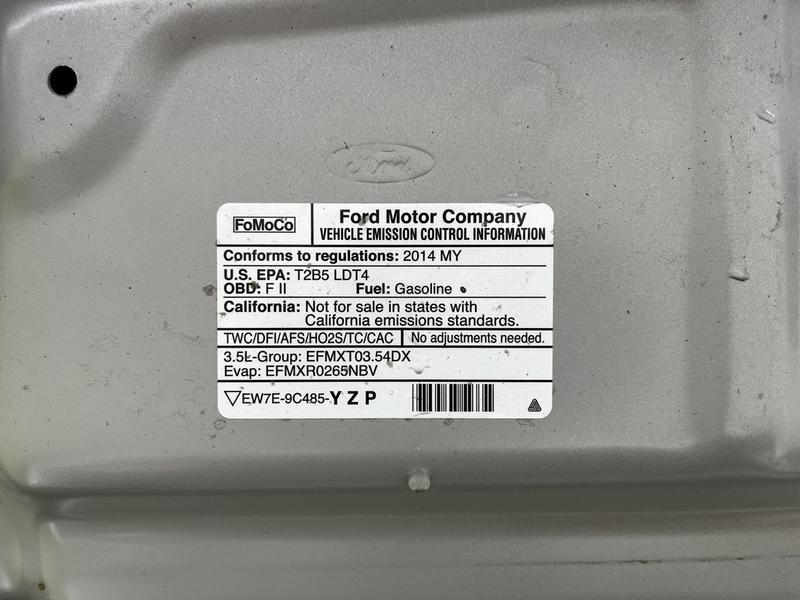 Ford
FoMoCo
Ford Motor Company
VEHICLE EMISSION CONTROL INFORMATION
Conforms to regulations: 2014 MY
U.S. EPA: T2B5 LDT4
OBD: F II Fuel: Gasoline
California: Not for sale in states with
California emissions standards.
TWC/DFI/AFS/HO2S/TC/CAC No adjustments needed.
3.5L-Group: EFMXT03.54DX
Evap: EFMXR0265NBV
EW7E-9C485-Y Z P